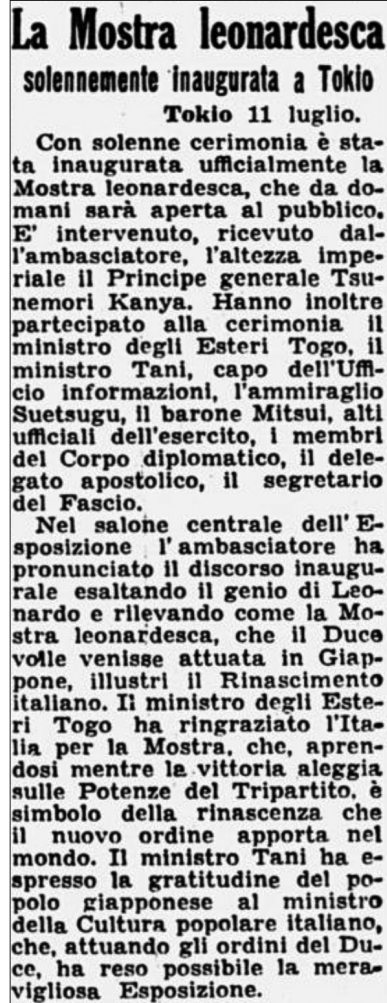 La Mostra leonardesca
solennemente inaugurata a Tokio
Tokio 11 luglio.
Con solenne cerimonia è sta-
ta inaugurata ufficialmente la
Mostra leonardesca, che da do-
mani sarà aperta al pubblico.
E' intervenuto, ricevuto dal-
l'ambasciatore, l'altezza impe-
riale il Principe generale Tsu-
nemori Kanya. Hanno inoltre
partecipato alla cerimonia il
ministro degli Esteri Togo, il
ministro Tani, capo dell'Uffi-
cio informazioni, l'ammiraglio
Suetsugu, il barone Mitsui, alti
ufficiali dell'esercito, i membri
del Corpo diplomatico, il dele-
gato apostolico, il segretario
del Fascio.
Nel salone centrale dell'E-
sposizione l'ambasciatore ha
pronunciato il discorso inaugu-
rale esaltando il genio di Leo-
nardo e rilevando come la Mo-
stra leonardesca, che il Duce
volle venisse attuata in Giap-
pone, illustri il Rinascimento
italiano. Il ministro degli Este-
ri Togo ha ringraziato l'Ita-
lia per la Mostra, che, apren-
dosi mentre la vittoria aleggia
sulle Potenze del Tripartito, è
simbolo della rinascenza che
il nuovo ordine apporta nel
mondo. Il ministro Tani ha e-
spresso la gratitudine del po-
polo giapponese al ministro
della Cultura popolare italiano,
che, attuando gli ordini del Du-
ce, ha reso possibile la mera-
vigliosa Esposizione.